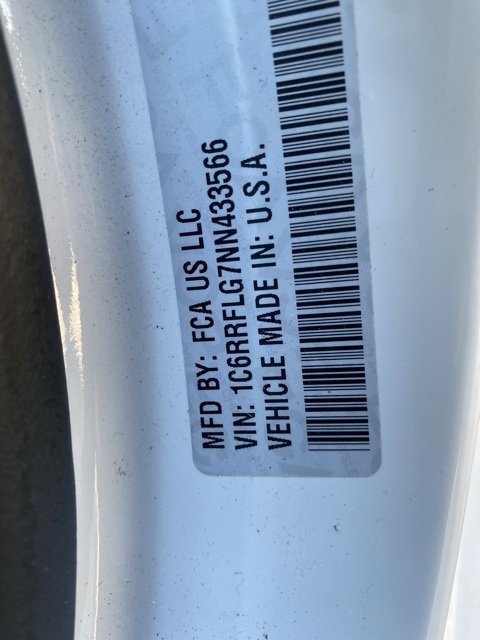 MFD BY: FCA US LLC
VIN: 1C6RRFLG7NN433566
VEHICLE MADE IN: U.S.A.